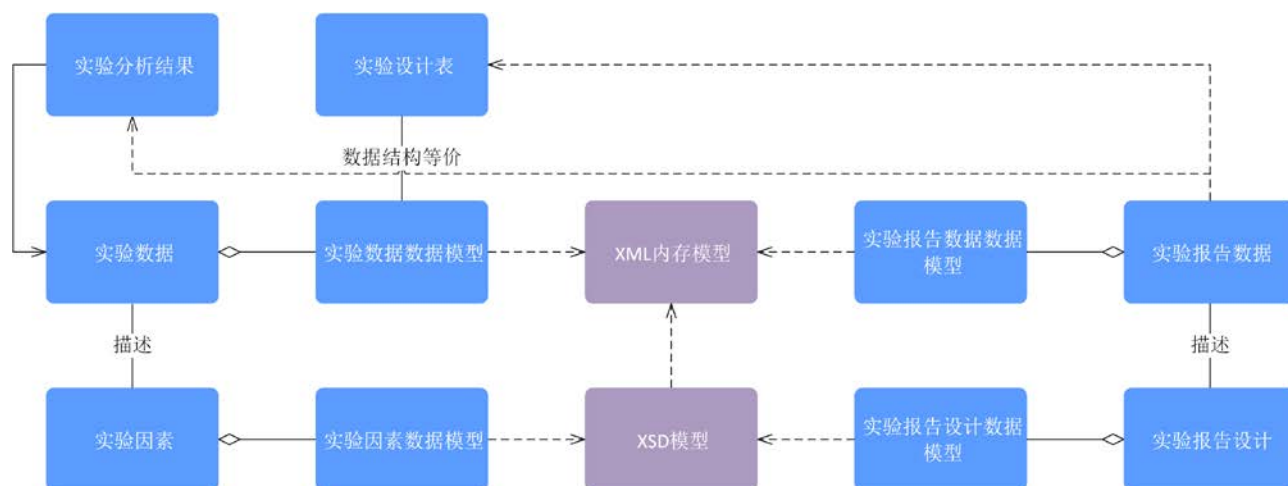 实验分析结果
实验设计表
数据结构等价
实验数据
实验数据数据模型
XML内存模型
实验报告数据数据
模型
实验报告数据
描述
描述
实验因素
实验因素数据模型
XSD模型
实验报告设计数据
模型
实验报告设计